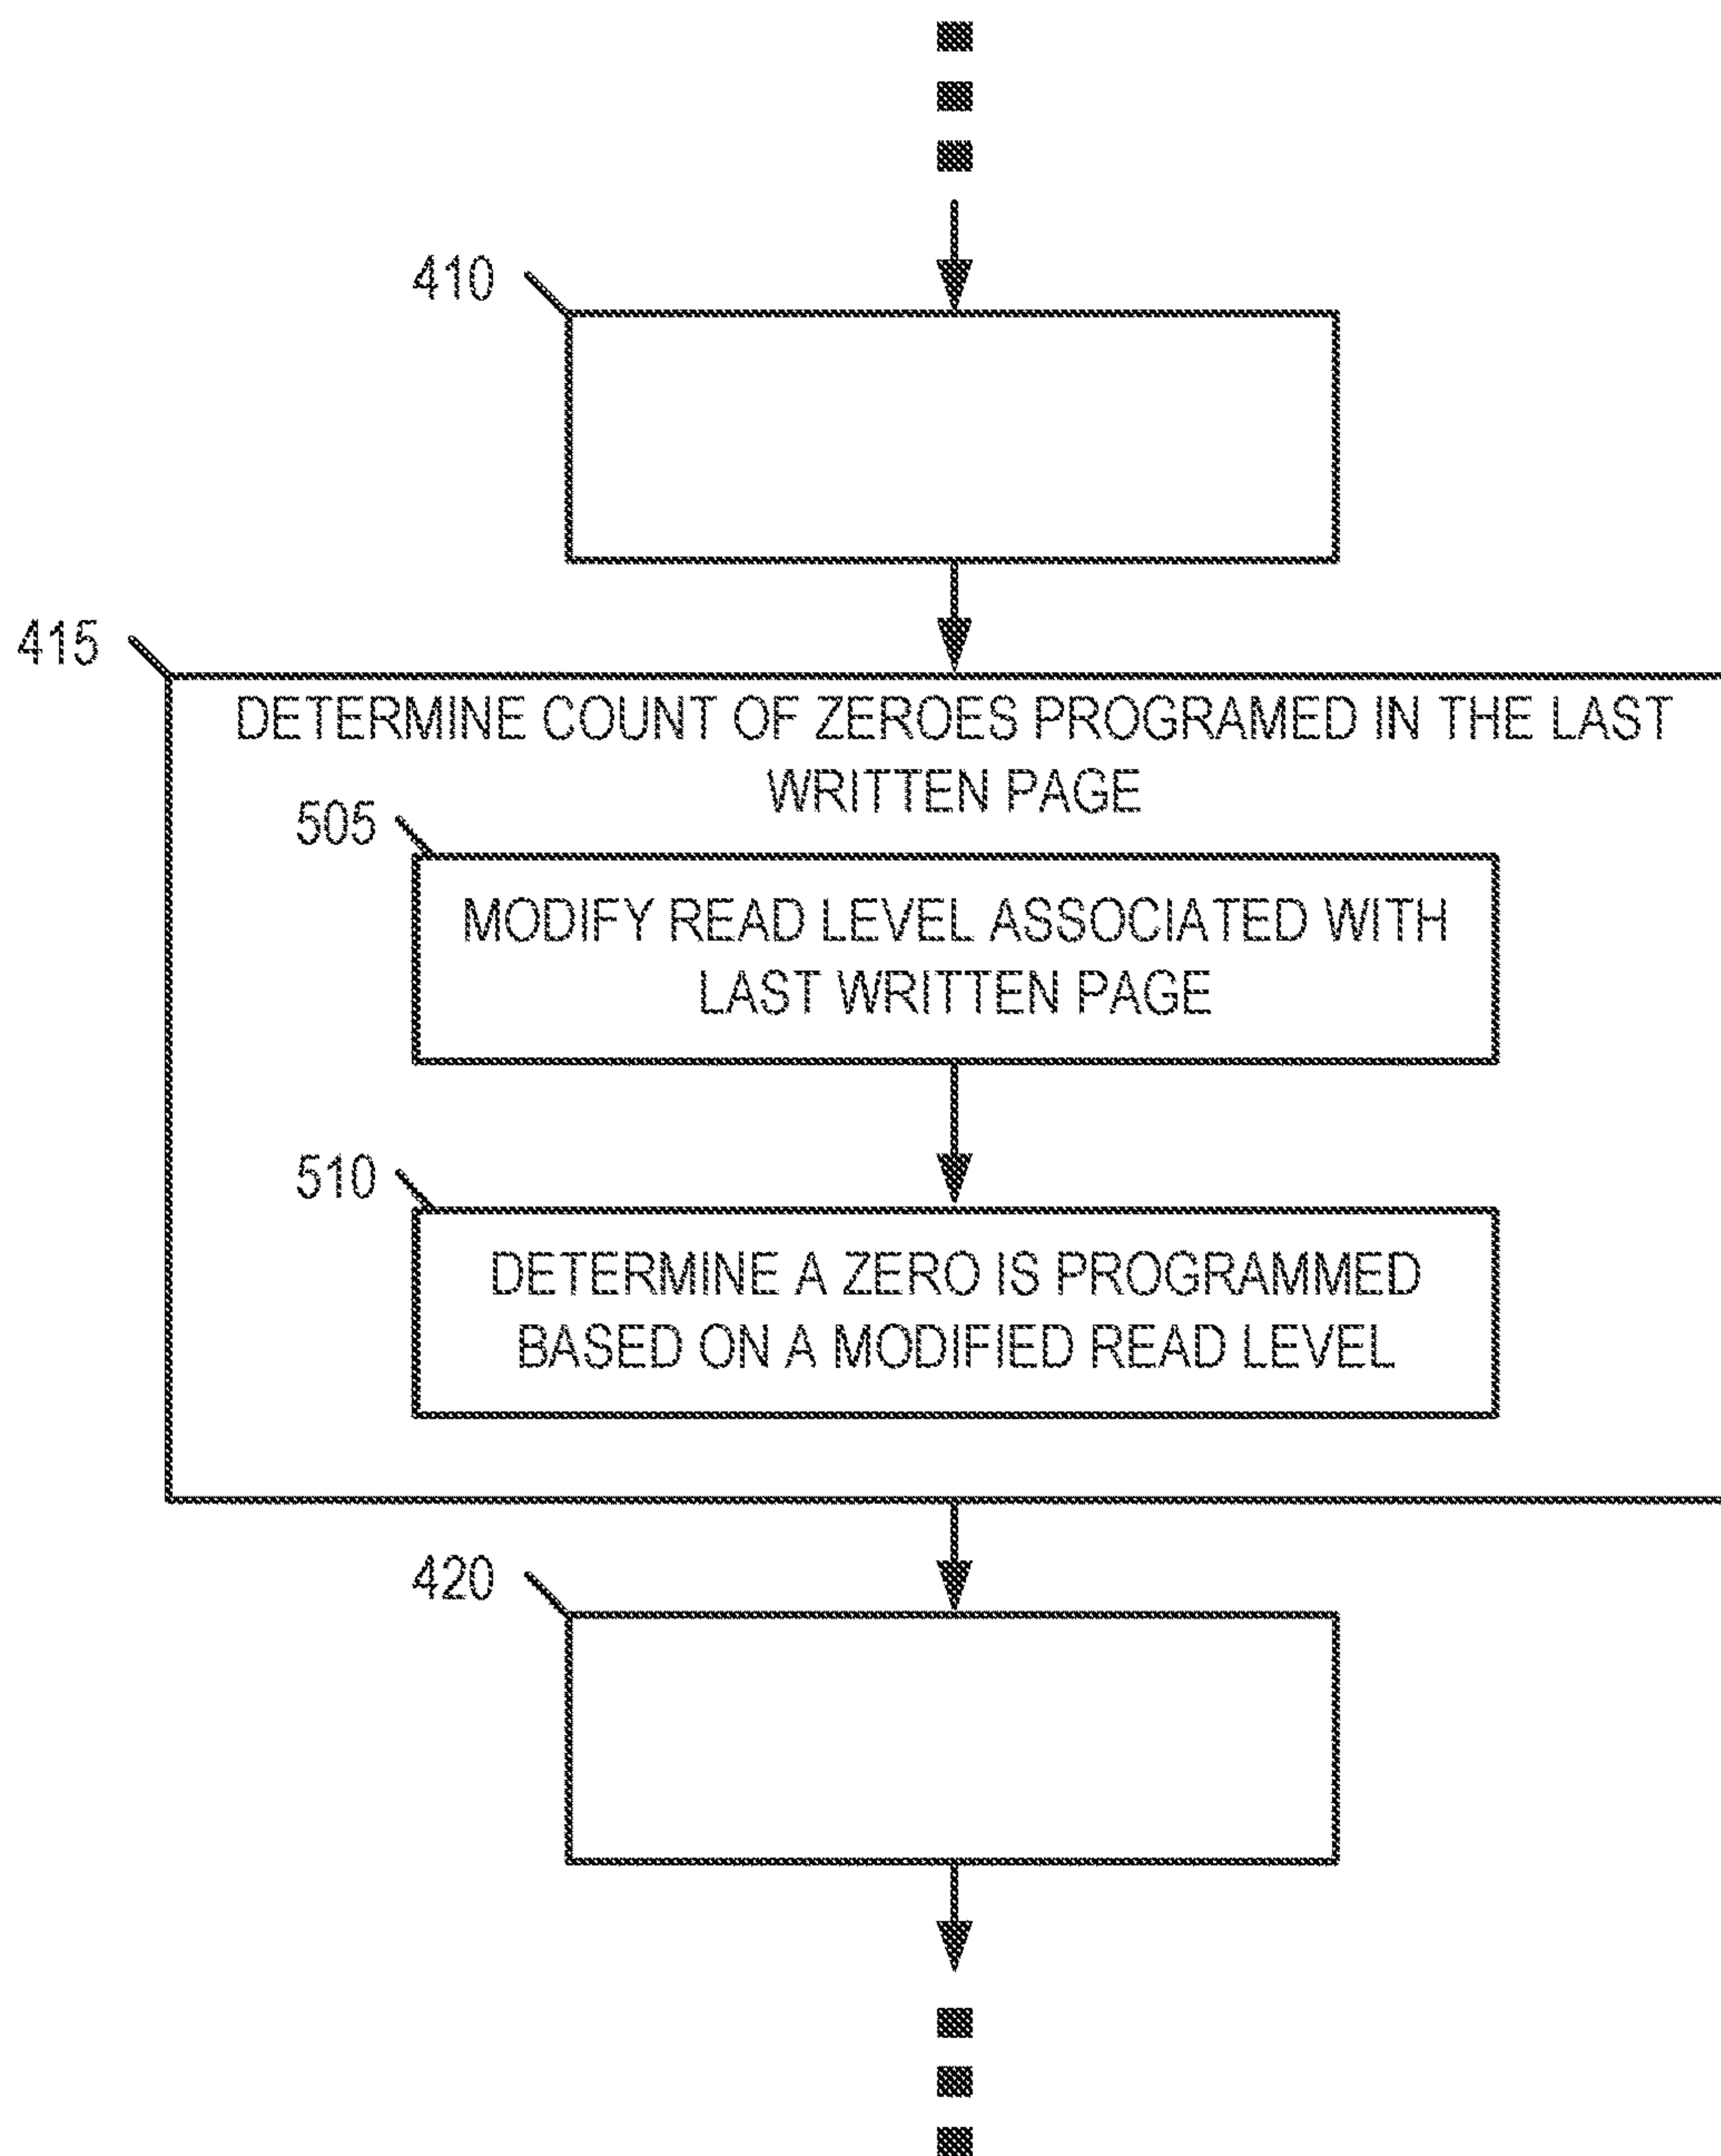 410
415
DETERMINE COUNT OF ZEROES PROGRAMED IN THE LAST
WRITTEN PAGE
505
MODIFY READ LEVEL ASSOCIATED WITH
LAST WRITTEN PAGE
510
DETERMINE A ZERO IS PROGRAMMED
BASED ON A MODIFIED READ LEVEL
420